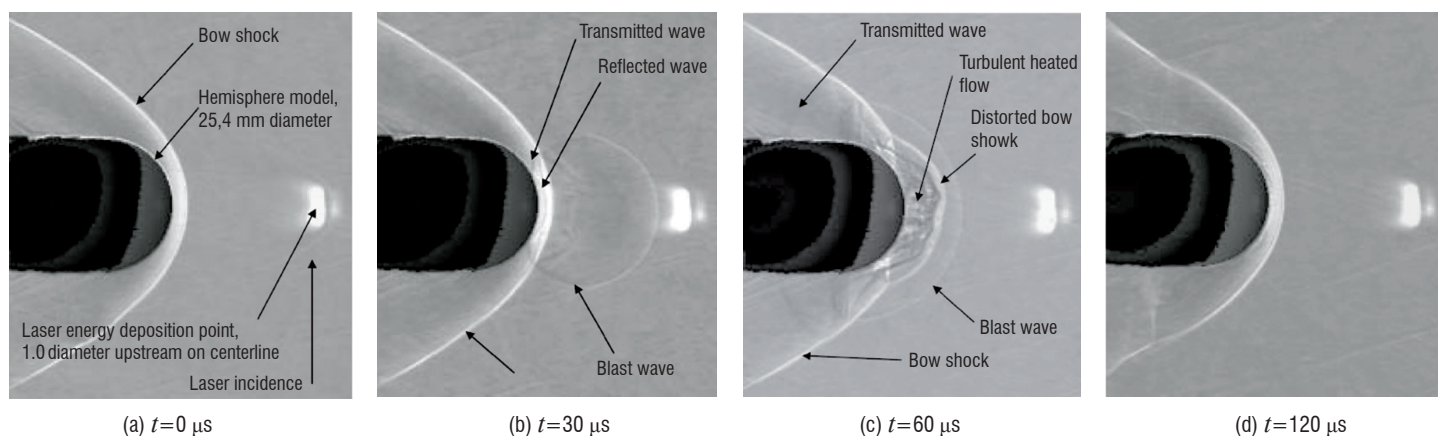 Bow shock
Hemisphere model,
25,4 mm diameter
Laser energy deposition point,
1.0 diameter upstream on centerline
Laser incidence
(a) t=0 μs
Transmitted wave
Reflected wave
Blast wave
(b) t=30 μs
Transmitted wave
Turbulent heated
flow
Distorted bow
showk
Blast wave
Bow shock
(c) t=60 μs
(d) t=120 μs